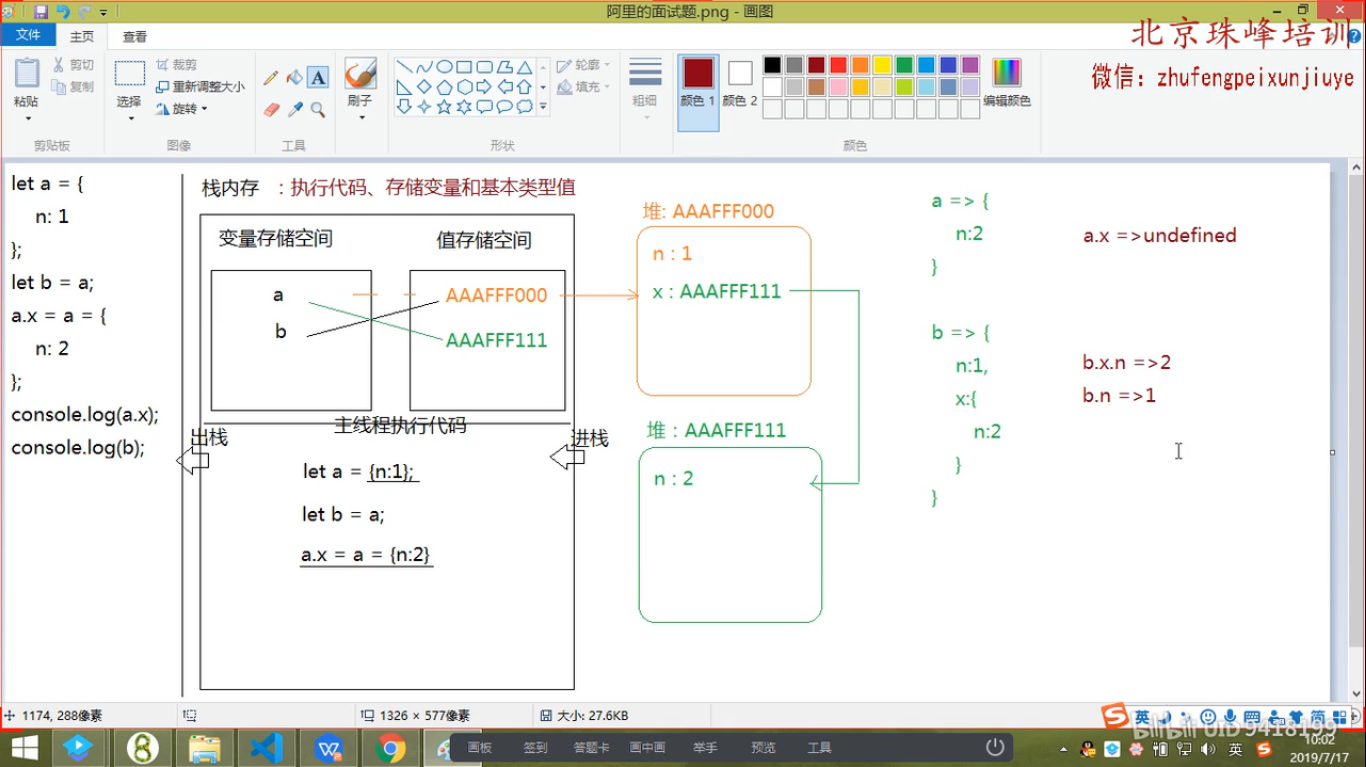 阿里的面试题.png - 画图
北京珠峰培训
文件
主页
查看
微信：zhufengpeixunjiuye
粘贴
剪切
复制
选择
裁剪
重新调整大小
旋转
A
刷子
轮廓
填充
粗细
颜色 1
颜色 2
编辑颜色
剪贴板
图像
工具
形状
颜色
let a = {
n: 1
};
let b = a;
a.x = a = {
n: 2
};
console.log(a.x);
console.log(b);
栈内存 ：执行代码、存储变量和基本类型值
变量存储空间
值存储空间
a
b
AAAFFF000
AAAFFF111
主线程执行代码
出栈
进栈
let a = {n:1};
let b = a;
a.x = a = {n:2}
堆: AAAFFF000
n : 1
x : AAAFFF111
堆 : AAAFFF111
n : 2
a => {
n:2
}
a.x =>undefined
b => {
n:1,
x:{
n:2
}
}
b.x.n =>2
b.n =>1
1174, 288像素
1326 × 577像素
大小: 27.6KB
英
简
bilibili UID 9418199
画板
签到
答题卡
画中画
举手
预览
工具
英
10:02
2019/7/17